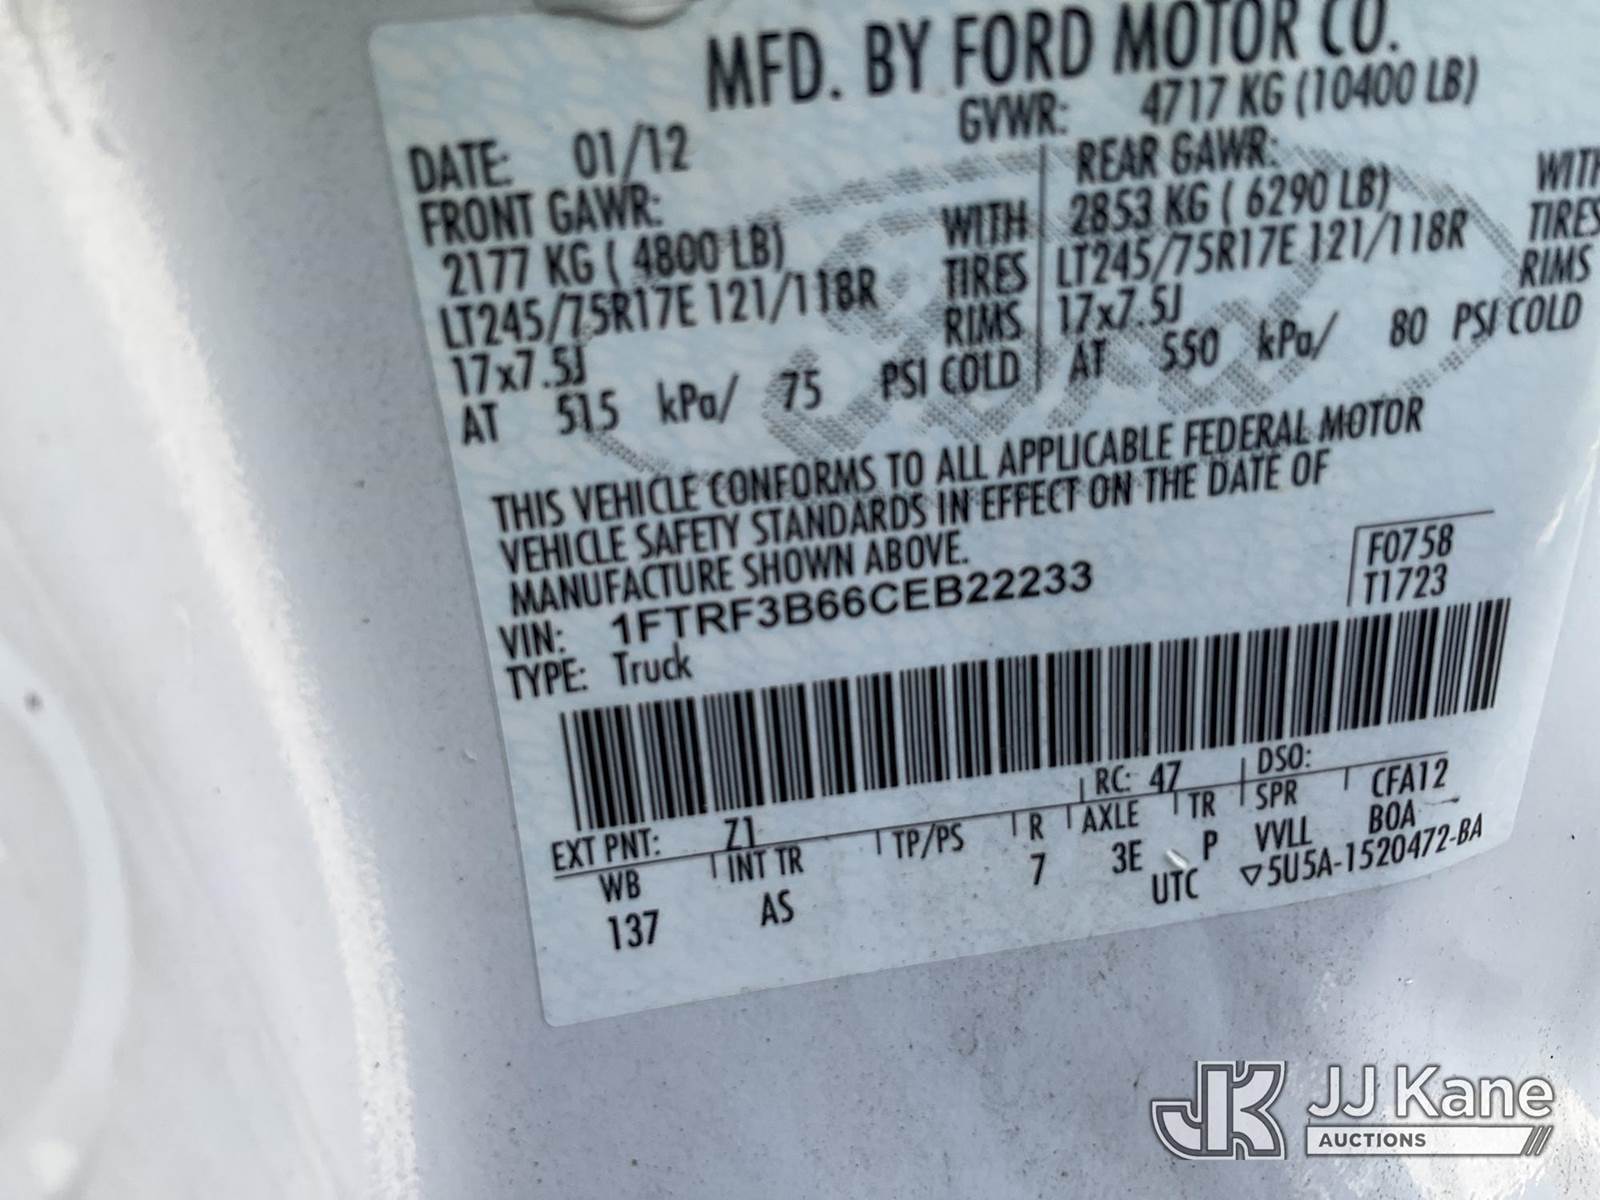 MFD. BY FORD MOTOR CO.
DATE: 01/12 GVWR: 4717 KG (10400 LB)
FRONT GAWR: REAR GAWR:
2177 KG ( 4800 LB) WITH 2853 KG ( 6290 LB) WITH
LT245/75R17E 121/118R TIRES LT245/75R17E 121/118R TIRES
17x7.5J RIMS 17x7.5J RIMS
AT 515 kPa/ 75 PSI COLD AT 550 kPa/ 80 PSI COLD
THIS VEHICLE CONFORMS TO ALL APPLICABLE FEDERAL MOTOR
VEHICLE SAFETY STANDARDS IN EFFECT ON THE DATE OF
MANUFACTURE SHOWN ABOVE.
VIN: 1FTRF3B66CEB22233
F0758
TYPE: Truck
T1723
EXT PNT: Z1 RC: 47 DSO:
WB INT TR TP/PS R AXLE TR SPR CFA12
137 AS 7 3E P VVLL BOA
UTC ▽5U5A-1520472-BA
JK JJ Kane
AUCTIONS